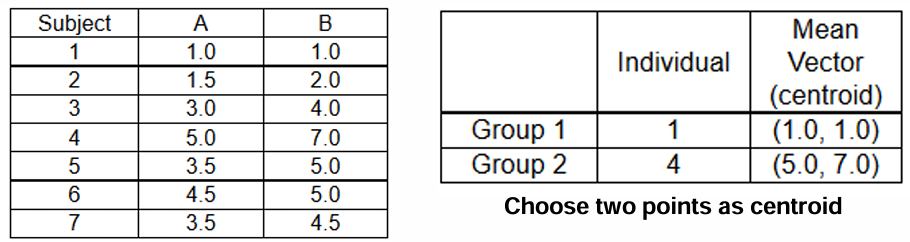 Subject A B
1 1.0 1.0
2 1.5 2.0
3 3.0 4.0
4 5.0 7.0
5 3.5 5.0
6 4.5 5.0
7 3.5 4.5
Individual Mean
Vector
(centroid)
Group 1 1 (1.0, 1.0)
Group 2 4 (5.0, 7.0)
Choose two points as centroid